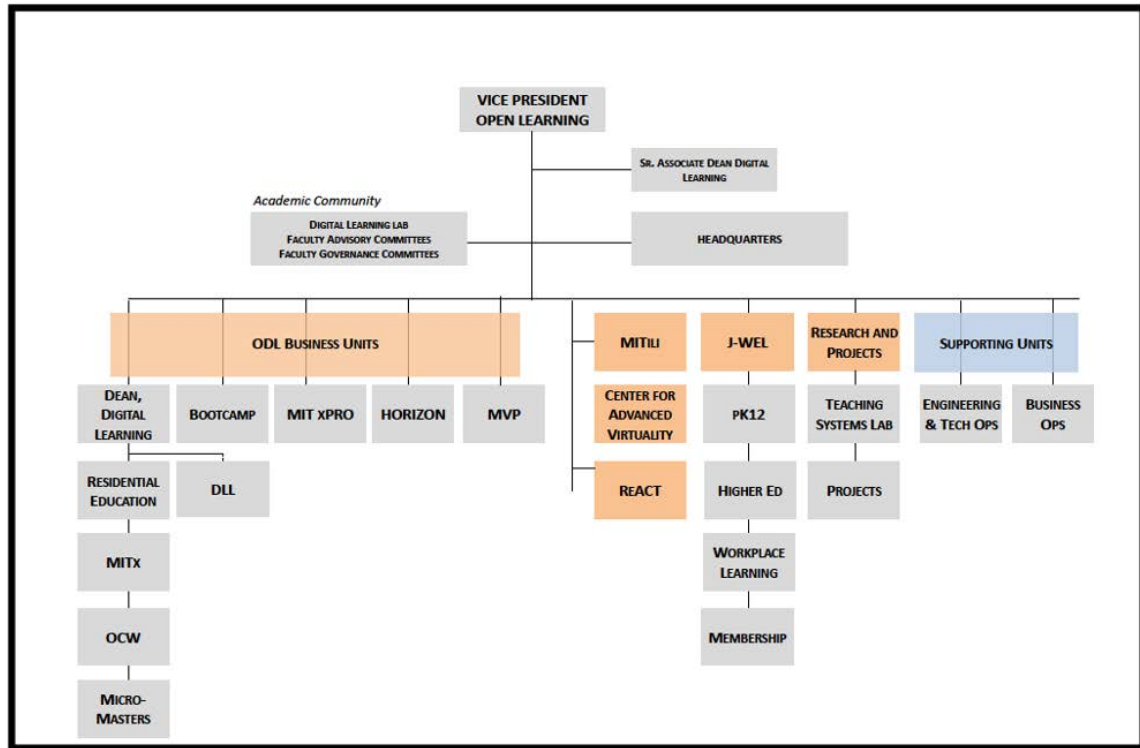 VICE PRESIDENT
OPEN LEARNING
SR. ASSOCIATE DEAN DIGITAL
LEARNING
Academic Community
DIGITAL LEARNING LAB
FACULTY ADVISORY COMMITTEES
FACULTY GOVERNANCE COMMITTEES
HEADQUARTERS
ODL BUSINESS UNITS
MITILI
J-WEL
RESEARCH AND
PROJECTS
SUPPORTING UNITS
DEAN,
DIGITAL
LEARNING
BOOTCAMP
MIT XPRO
HORIZON
MVP
CENTER FOR
ADVANCED
VIRTUALITY
PK12
TEACHING
SYSTEMS LAB
ENGINEERING
& TECH OPS
BUSINESS
OPS
RESIDENTIAL
EDUCATION
DLL
REACT
HIGHER ED
PROJECTS
MITX
WORKPLACE
LEARNING
OCW
MEMBERSHIP
MICRO-
MASTERS